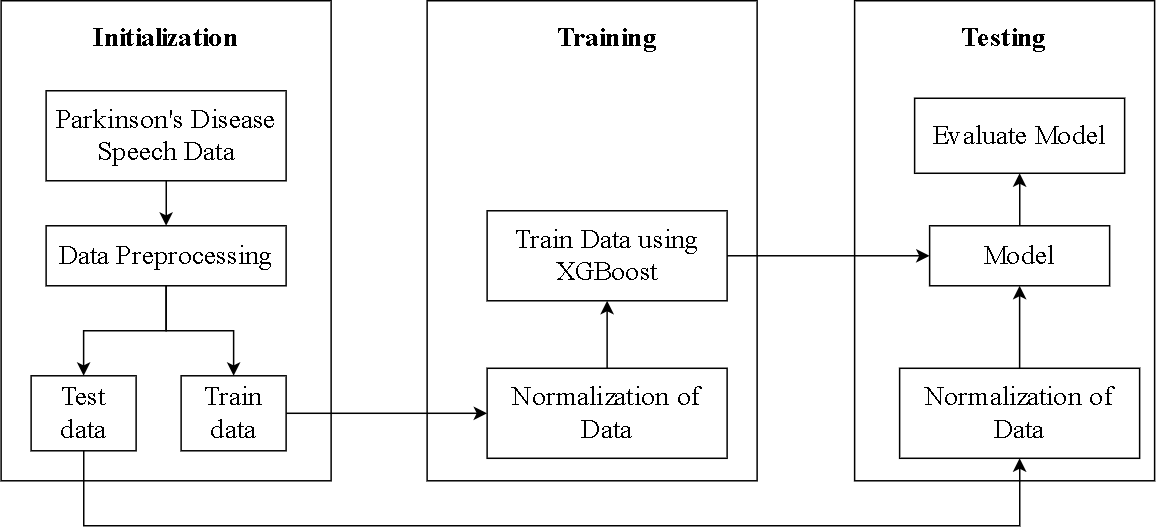 Initialization
Parkinson's Disease
Speech Data
Data Preprocessing
Test
data
Train
data
Training
Train Data using
XGBoost
Normalization of
Data
Testing
Evaluate Model
Model
Normalization of
Data